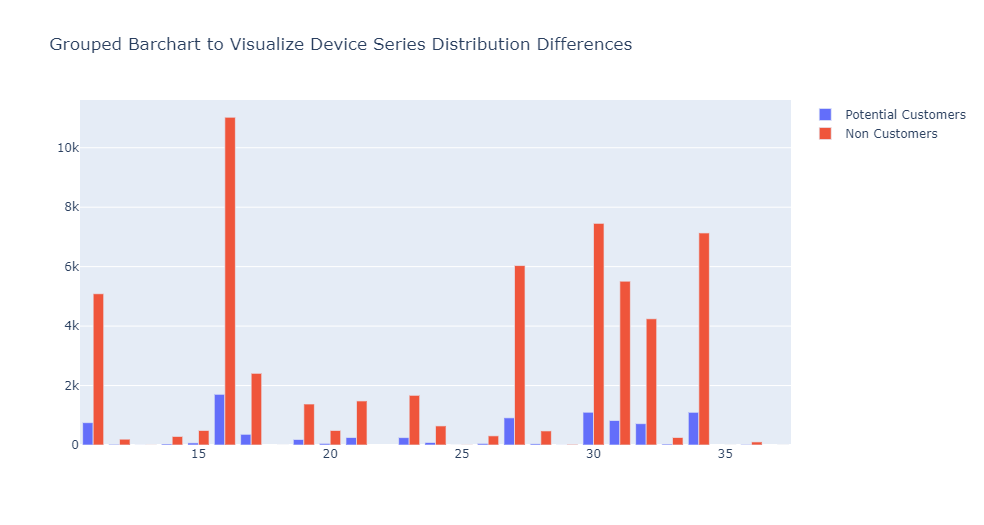 Grouped Barchart to Visualize Device Series Distribution Differences
Potential Customers
Non Customers
10k
8k
6k
4k
2k
0
15 20 25 30 35